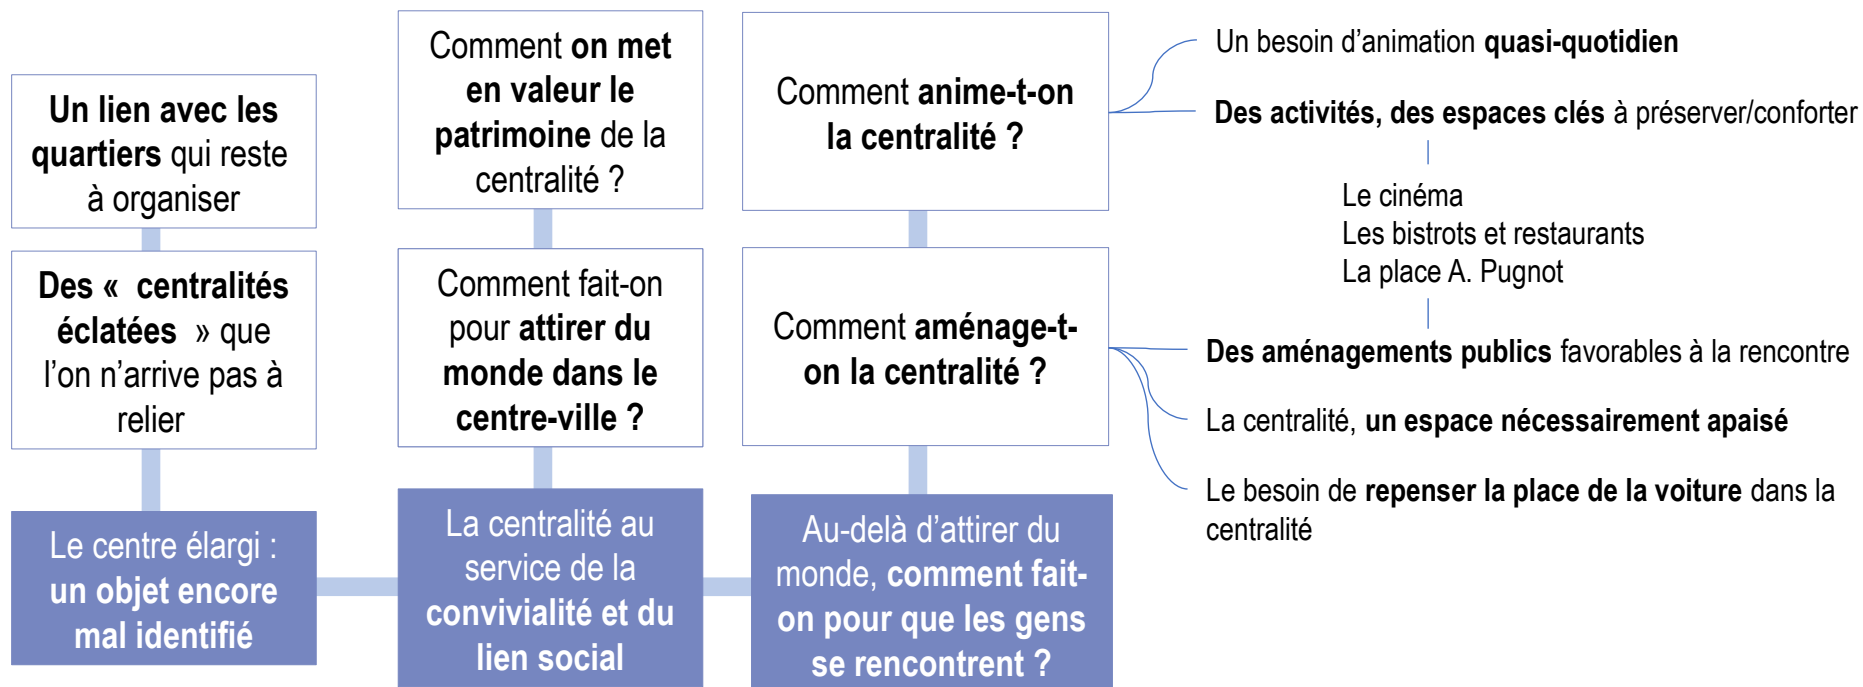 Un lien avec les
quartiers qui reste
à organiser
Des « centralités
éclatées » que
l’on n’arrive pas à
relier
Le centre élargi :
un objet encore
mal identifié
Comment on met
en valeur le
patrimoine de la
centralité ?
Comment fait-on
pour attirer du
monde dans le
centre-ville ?
La centralité au
service de la
convivialité et du
lien social
Comment anime-t-on
la centralité ?
Comment aménage-t-
on la centralité ?
Au-delà d’attirer du
monde, comment fait-
on pour que les gens
se rencontrent ?
Un besoin d’animation quasi-quotidien
Des activités, des espaces clés à préserver/conforter
Le cinéma
Les bistrots et restaurants
La place A. Pugnot
Des aménagements publics favorables à la rencontre
La centralité, un espace nécessairement apaisé
Le besoin de repenser la place de la voiture dans la
centralité